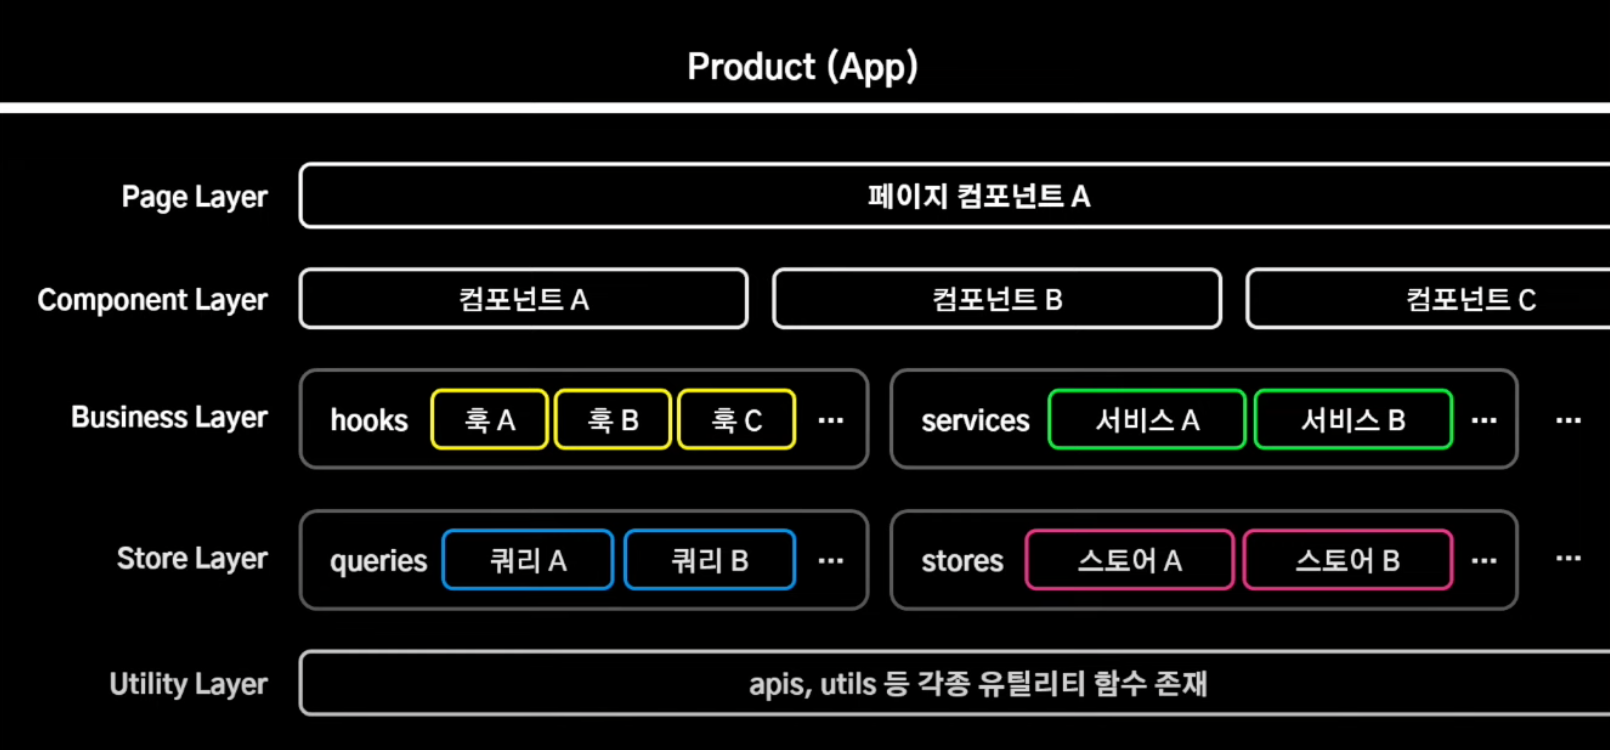 Product (App)
Page Layer 페이지 컴포넌트 A
Component Layer 컴포넌트 A 컴포넌트 B 컴포넌트 C
Business Layer hooks 훅 A 훅 B 훅 C ··· services 서비스 A 서비스 B ··· ···
Store Layer queries 쿼리 A 쿼리 B ··· stores 스토어 A 스토어 B ··· ···
Utility Layer apis, utils 등 각종 유틸리티 함수 존재